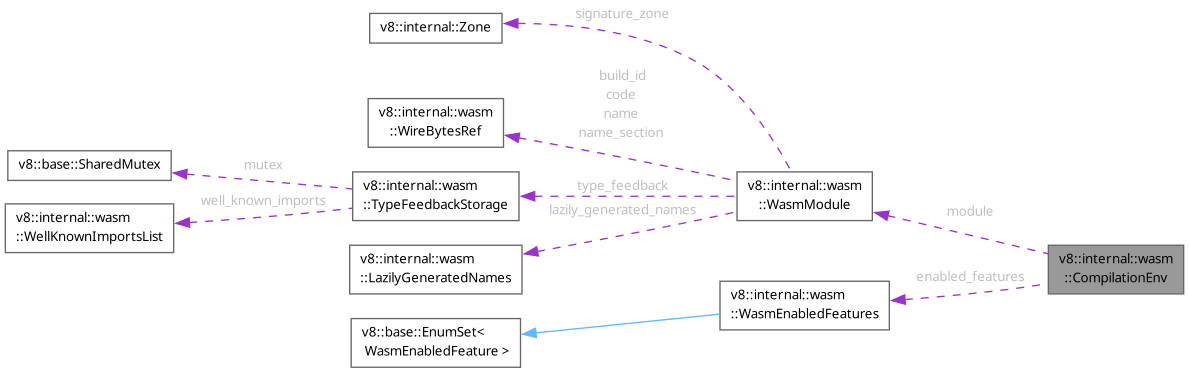 signature_zone
v8::internal::Zone
build_id
code
name
name_section
v8::internal::wasm
::WireBytesRef
v8::base::SharedMutex
mutex
well_known_imports
v8::internal::wasm
::WellKnownImportsList
v8::internal::wasm
::TypeFeedbackStorage
type_feedback
lazily_generated_names
v8::internal::wasm
::WasmModule
module
v8::internal::wasm
::LazilyGeneratedNames
v8::internal::wasm
::CompilationEnv
enabled_features
v8::internal::wasm
::WasmEnabledFeatures
v8::base::EnumSet<
WasmEnabledFeature >